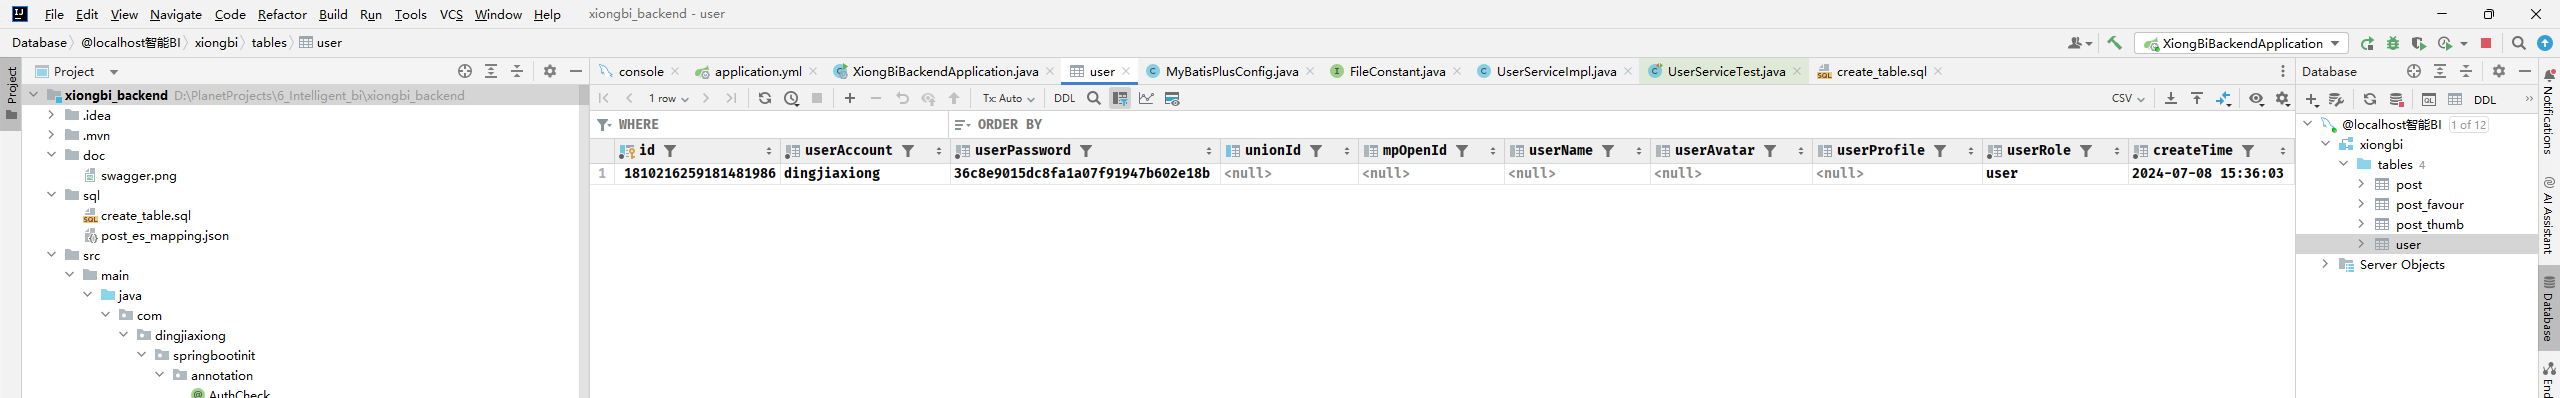 File Edit View Navigate Code Refactor Build Run Tools VCS Window Help xiongbi_backend - user
Database @localhost智能BI xiongbi tables user
XiongBiBackendApplication
Project
Project
console application.yml XiongBiBackendApplication.java user MyBatisPlusConfig.java FileConstant.java UserServiceImpl.java UserServiceTest.java create_table.sql
Database
xiongbi_backend D:\PlanetProjects\6_Intelligent_bi\xiongbi_backend
.idea
.mvn
doc
swagger.png
sql
create_table.sql
post_es_mapping.json
src
main
java
com
dingjiaxiong
springbootinit
annotation
AuthCheck
1 row Tx: Auto DDL CSV
WHERE ORDER BY
id userAccount userPassword unionId mpOpenId userName userAvatar userProfile userRole createTime
1 1810216259181481986 dingjiaxiong 36c8e9015dc8fa1a07f91947b602e18b <null> <null> <null> <null> <null> user 2024-07-08 15:36:03
DDL
@localhost智能BI 1 of 12
xiongbi
tables 4
post
post_favour
post_thumb
user
Server Objects
Notifications
AI Assistant
Database
End